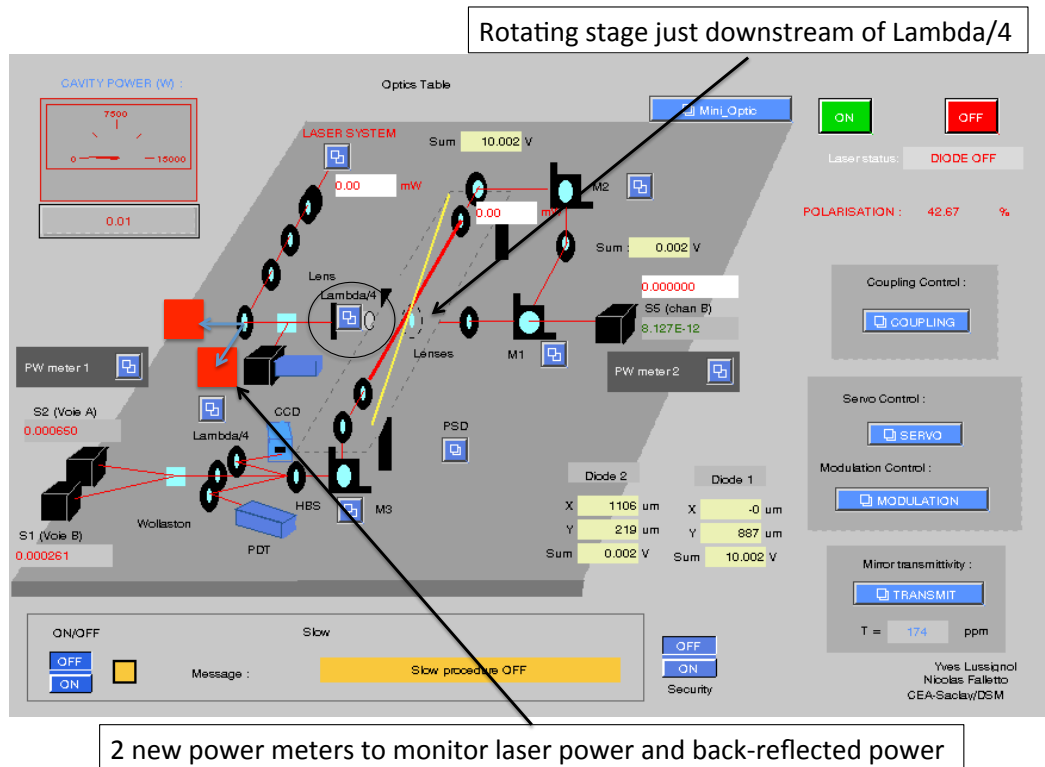 Rotating stage just downstream of Lambda/4
CAVITY POWER (W) :
7500
0
15000
0.01
Optics Table
Mini_Optic
ON
OFF
Laser status:
DIODE OFF
LASER SYSTEM
Sum
10.002 V
0.00 mW
M2
0.00
POLARISATION : 42.67 %
Sum :
0.002 V
Lens
Lambda/4
0.000000
S5 (chan B)
8.127E-12
Coupling Control :
COUPLING
Lenses
M1
PW meter 1
PW meter 2
S2 (Voie A)
0.000650
Lambda/4
CCD
PSD
Servo Control :
SERVO
Modulation Control :
MODULATION
Wollaston
HBS
M3
PDT
S1 (Voie B)
0.000261
Diode 2
X 1106 um
Y 219 um
Sum 0.002 V
Diode 1
X -0 um
Y 887 um
Sum 10.002 V
Mirror transmittivity :
TRANSMIT
T = 174 ppm
ON/OFF
OFF
ON
Slow
Message :
Slow procedure OFF
OFF
ON
Security
Yves Lussignol
Nicolas Falletto
CEA-Saclay/DSM
2 new power meters to monitor laser power and back-reflected power